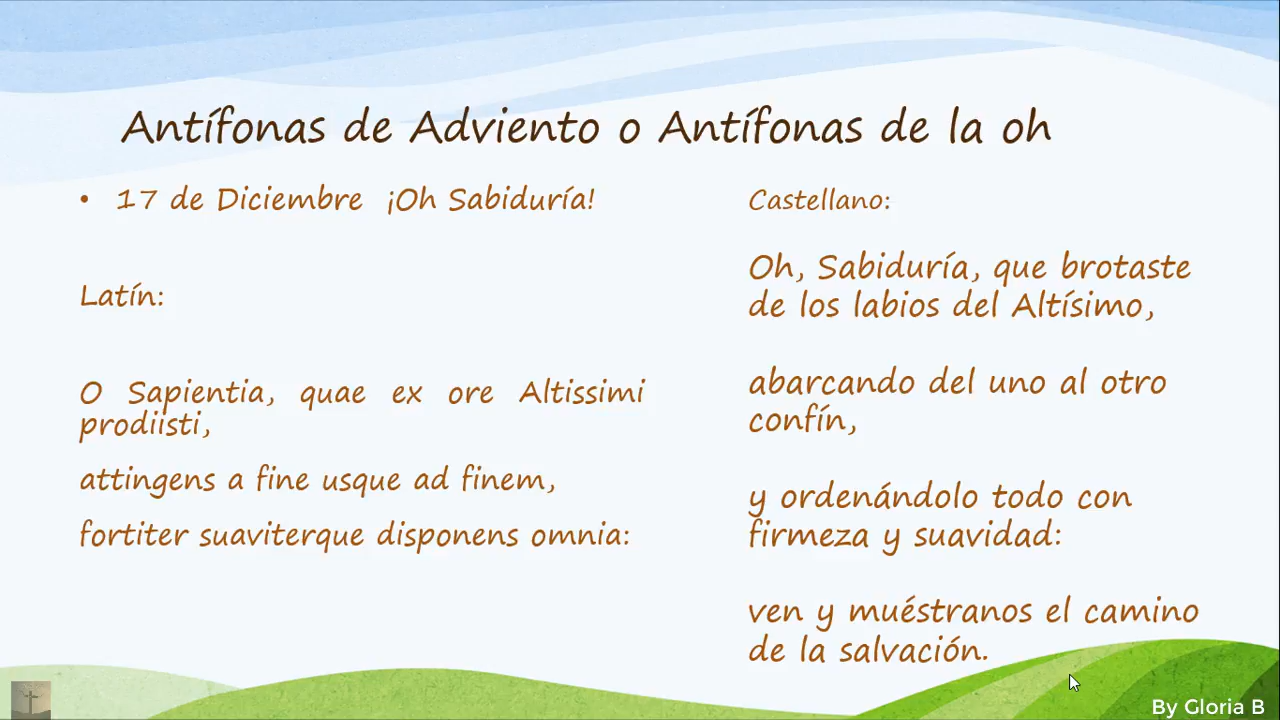 Antífonas de Adviento o Antífonas de la oh
• 17 de Diciembre ¡Oh Sabiduría!
Latín:
O Sapientia, quae ex ore Altissimi
prodiisti,
attingens a fine usque ad finem,
fortiter suaviterque disponens omnia:
Castellano:
Oh, Sabiduría, que brotaste
de los labios del Altísimo,
abarcando del uno al otro
confín,
y ordenándolo todo con
firmeza y suavidad:
ven y muéstranos el camino
de la salvación.
By Gloria B